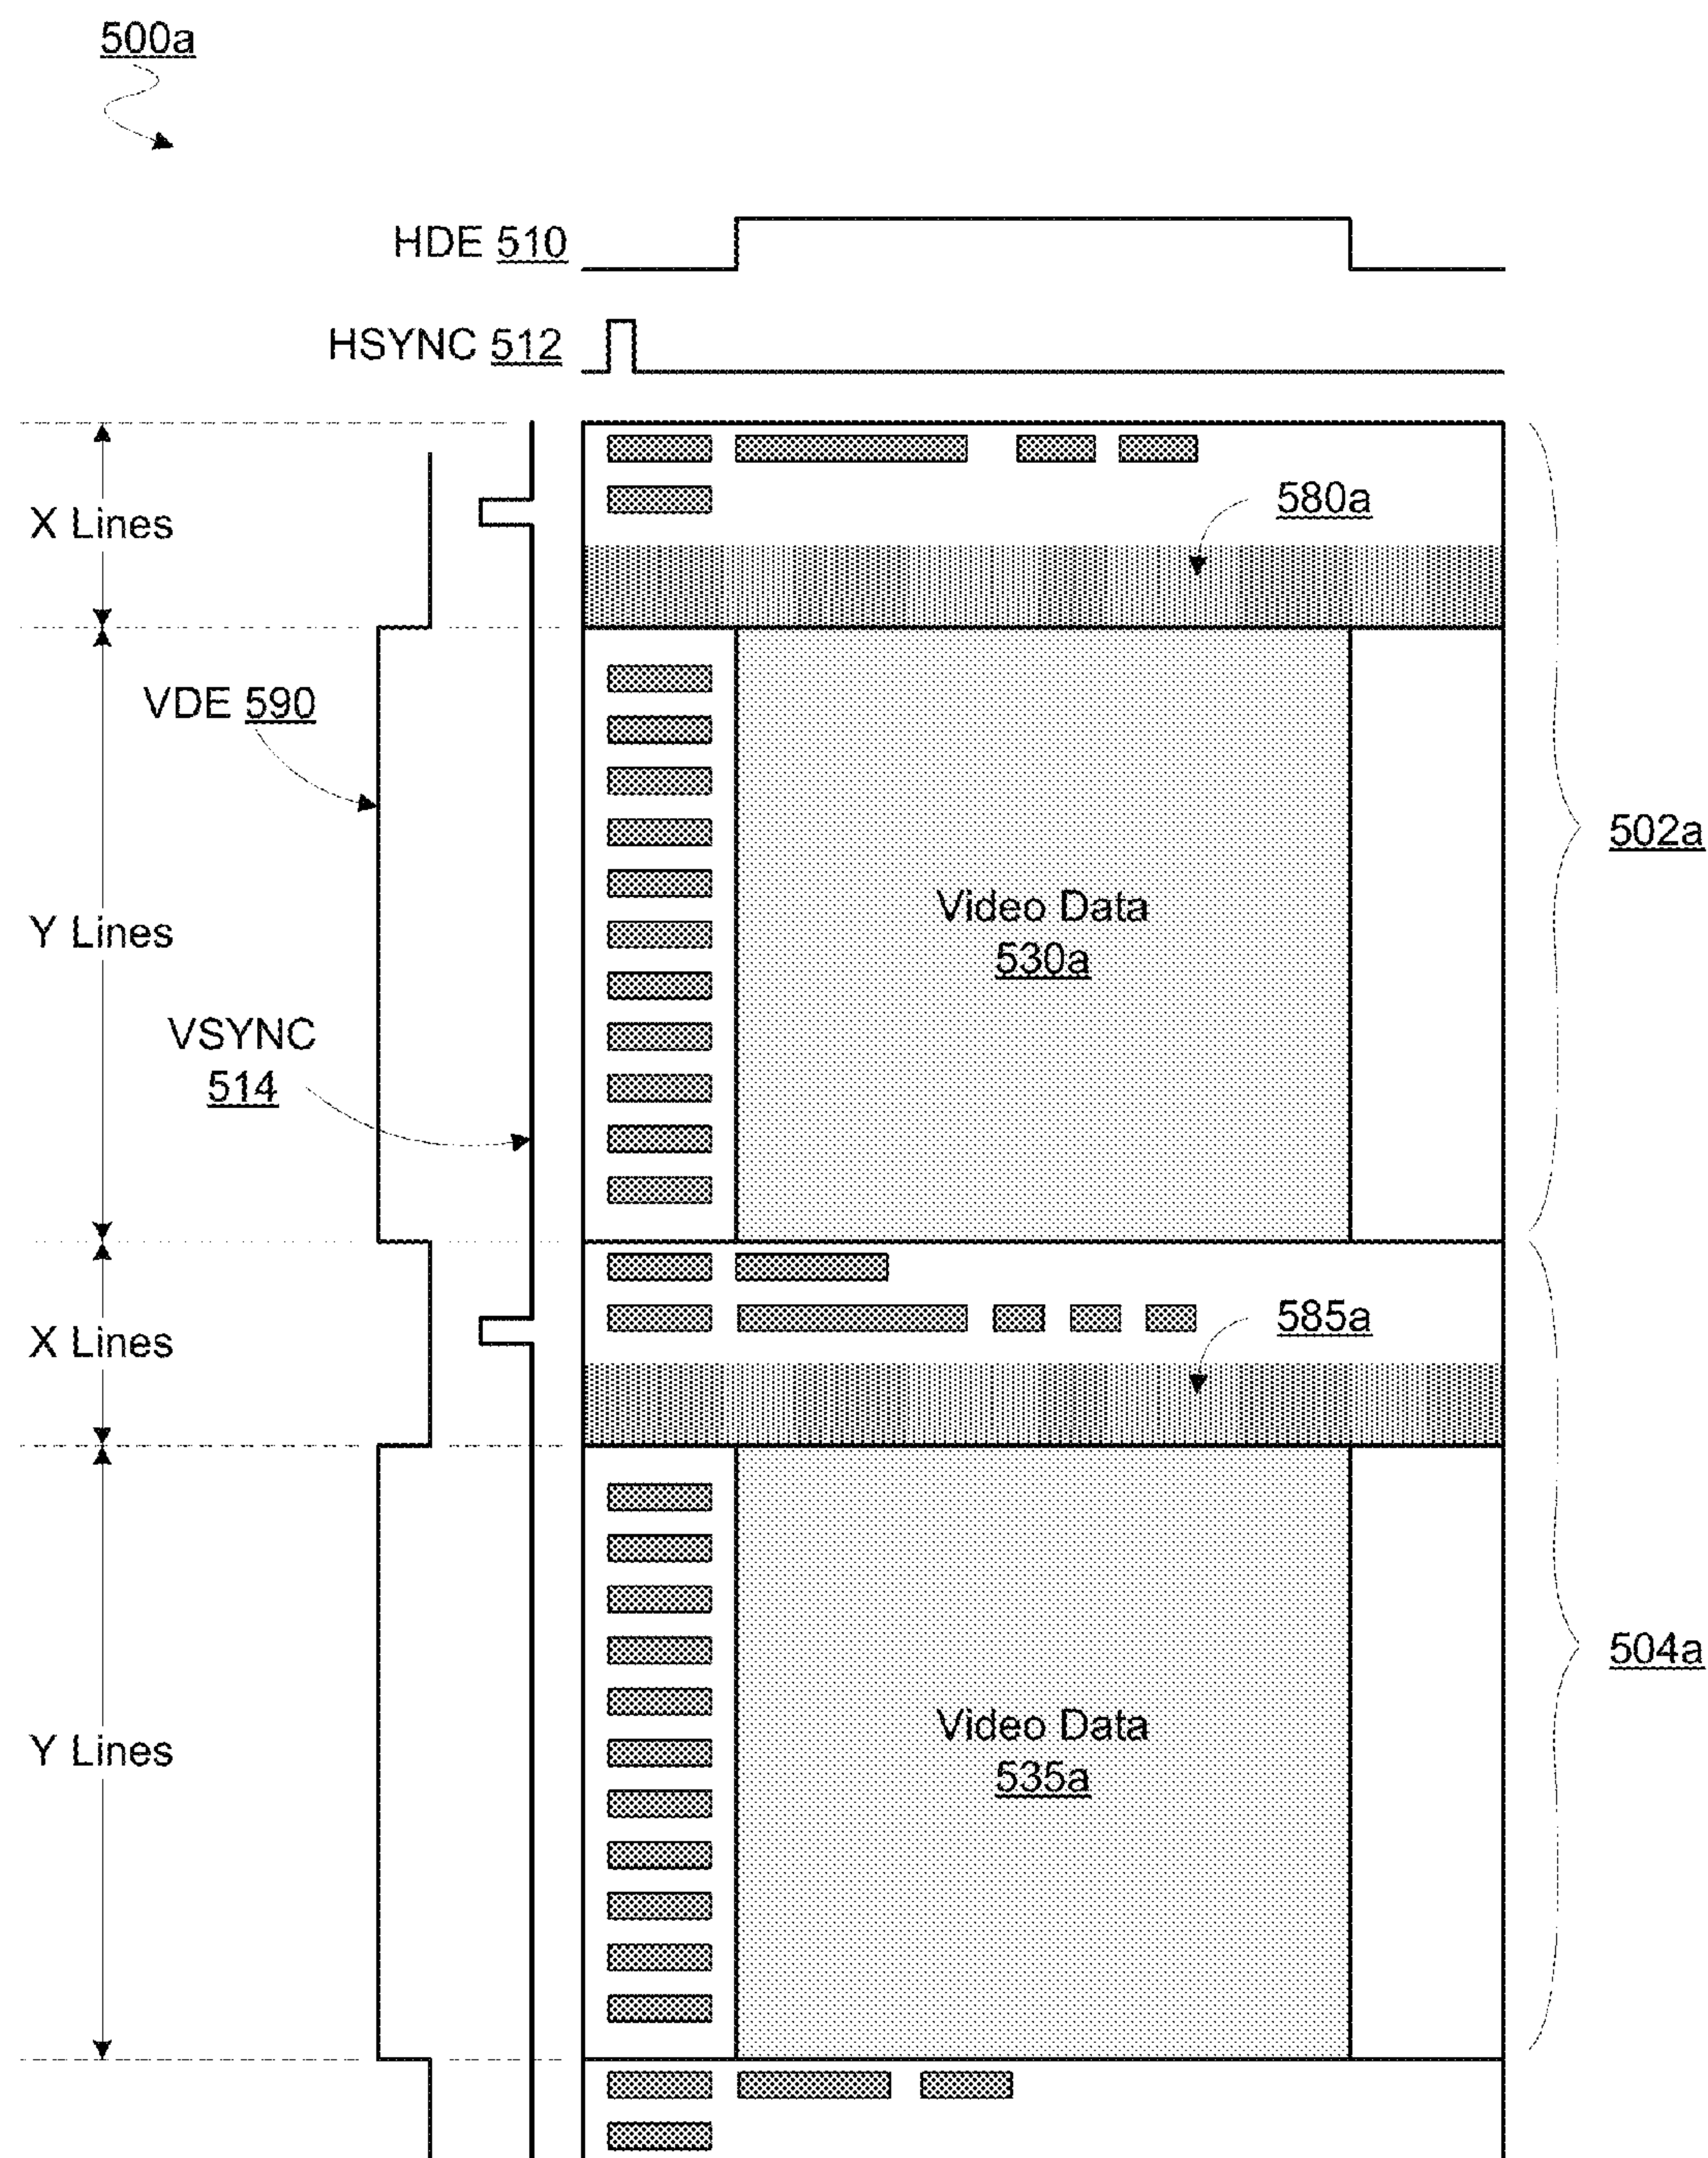 500a
HDE 510
HSYNC 512
X Lines
580a
VDE 590
502a
Video Data
530a
Y Lines
VSYNC
514
X Lines
585a
504a
Video Data
535a
Y Lines